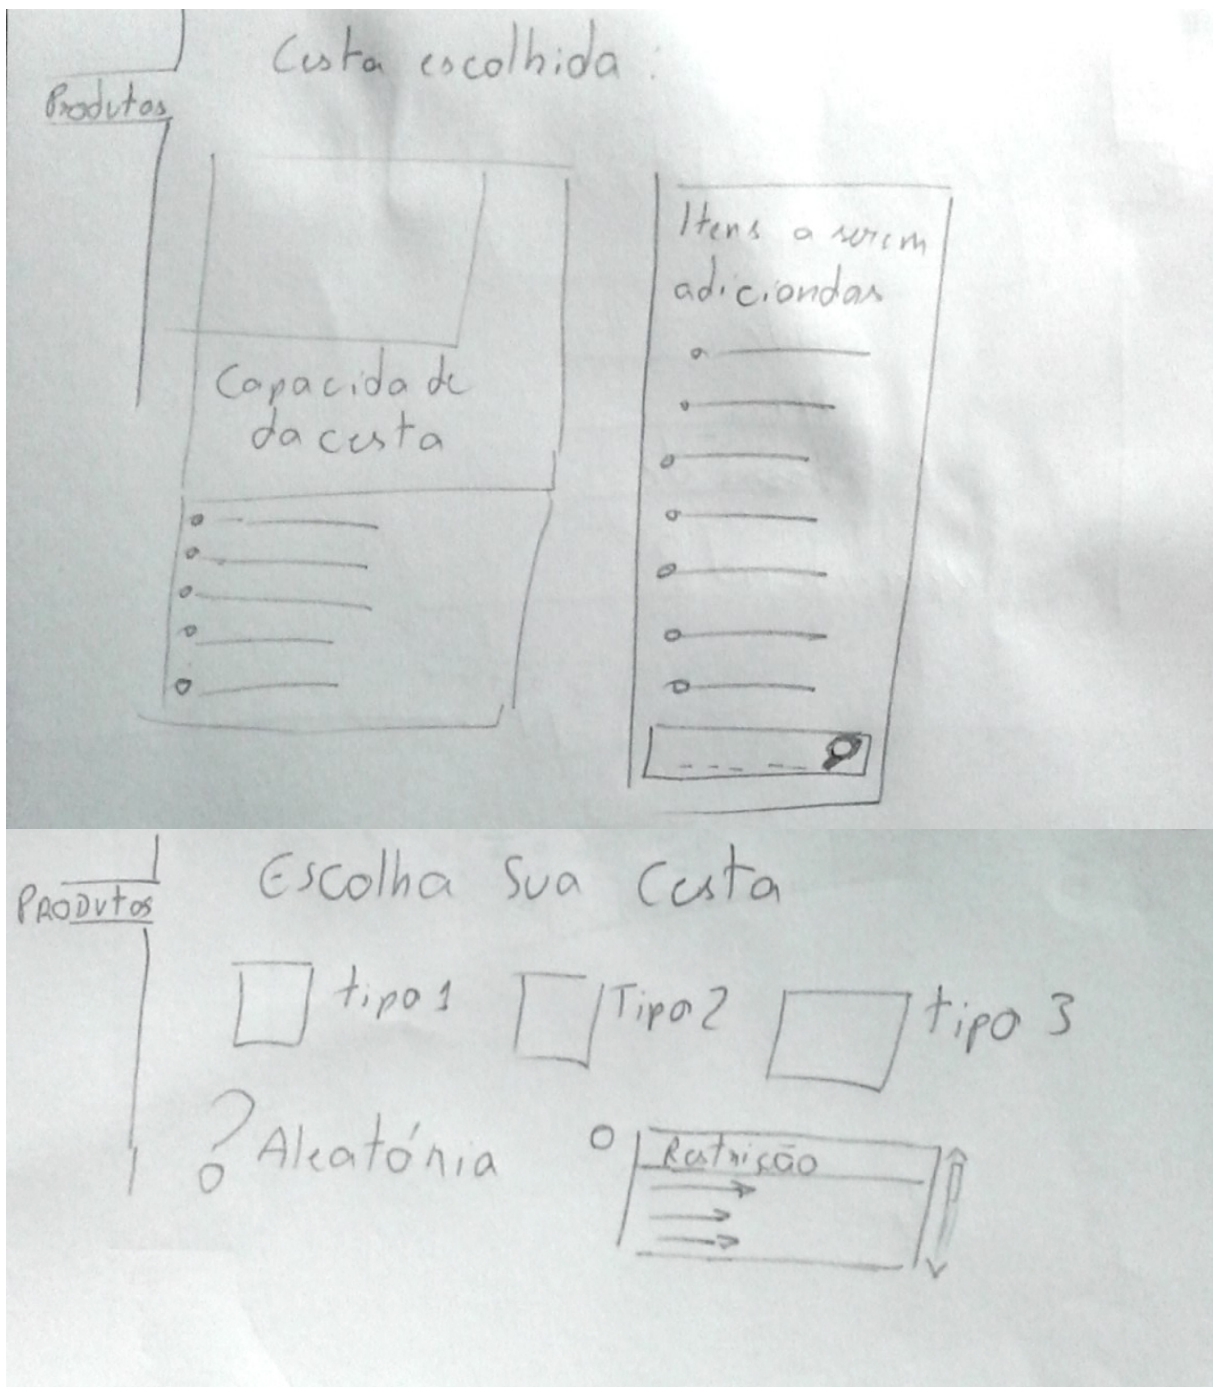 Cesta escolhida :
Produtos
Itens a serem
adiciondas
Capacidade
da cesta
Escolha Sua Cesta
PRODUtos
tipo 1
Tipo 2
tipo 3
? Aleatória
Restrição